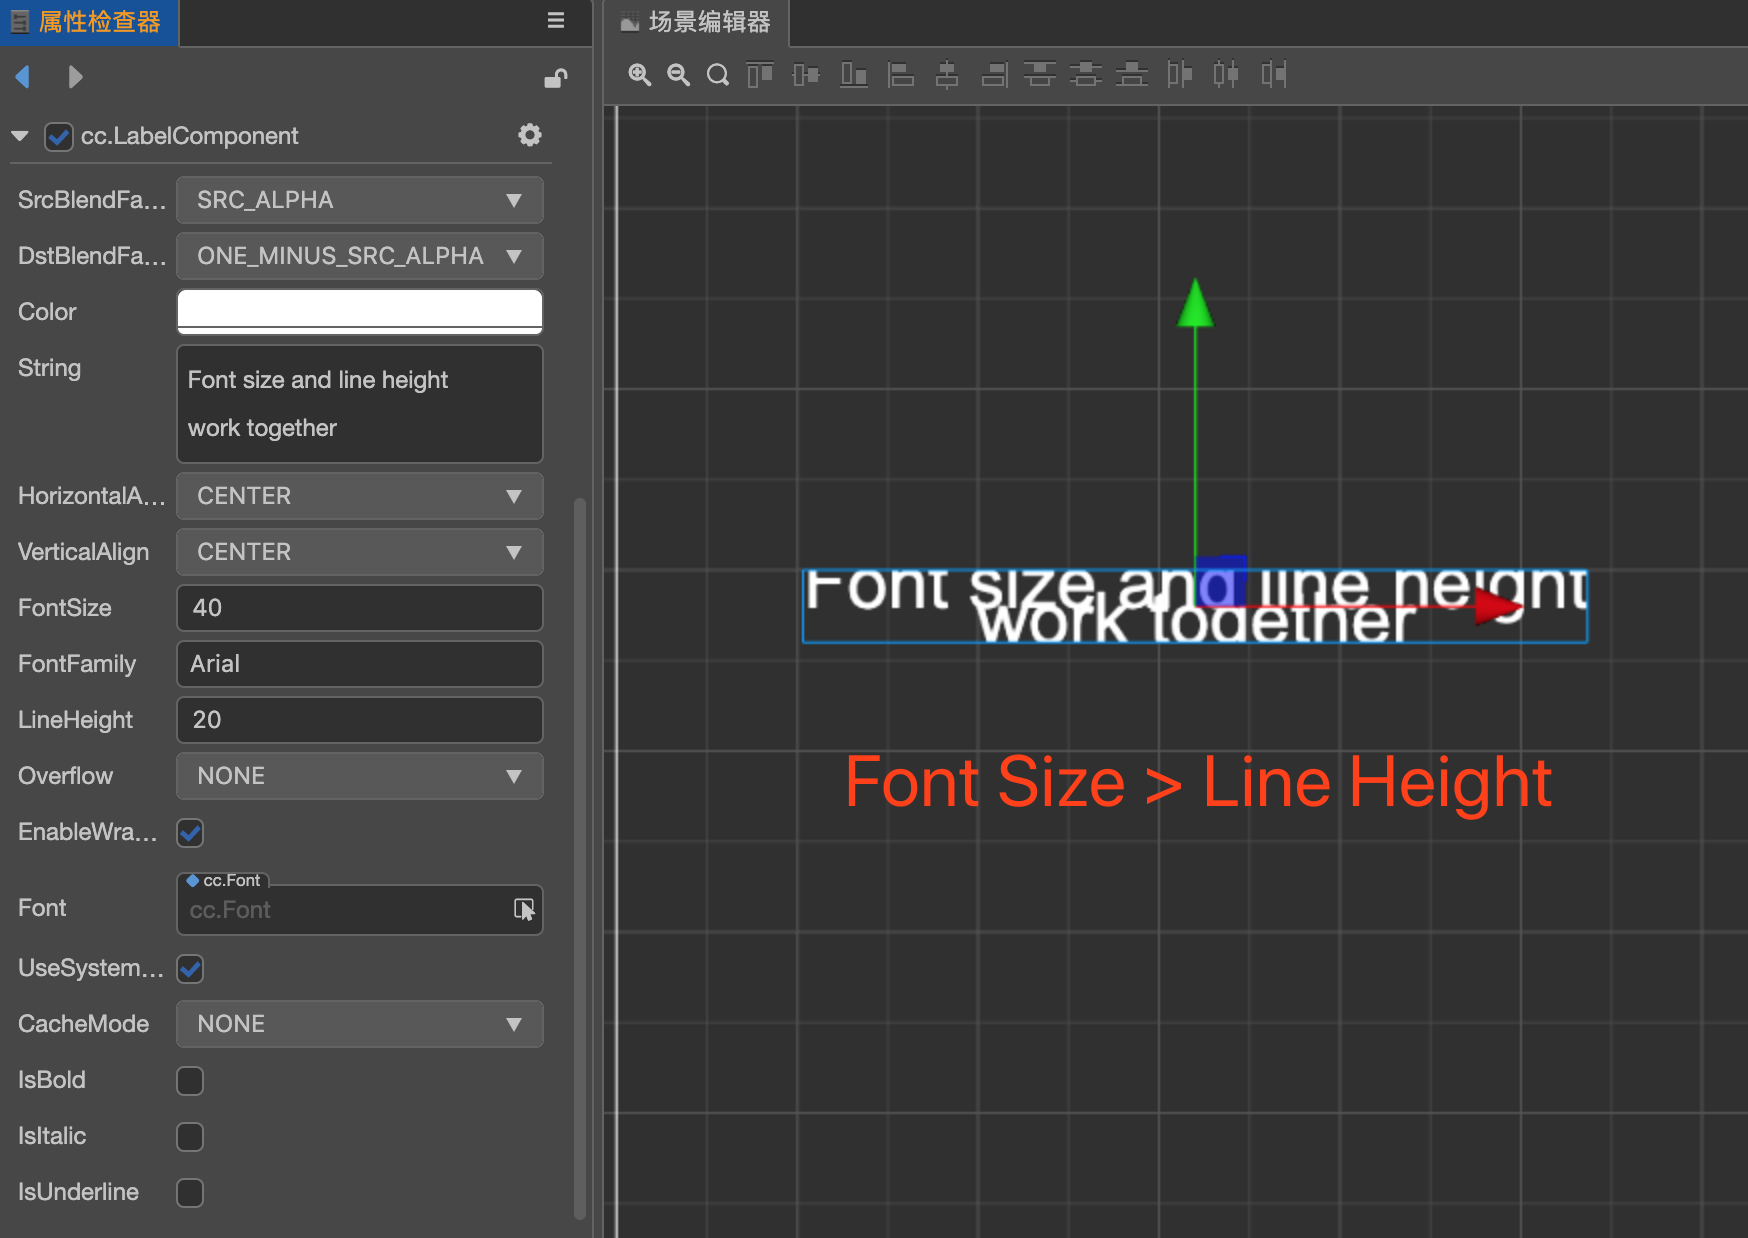 属性检查器
cc.LabelComponent
SrcBlendFa... SRC_ALPHA
DstBlendFa... ONE_MINUS_SRC_ALPHA
Color
String Font size and line height
work together
HorizontalA... CENTER
VerticalAlign CENTER
FontSize 40
FontFamily Arial
LineHeight 20
Overflow NONE
EnableWra...
cc.Font
Font cc.Font
UseSystem...
CacheMode NONE
IsBold
IsItalic
IsUnderline
场景编辑器
Font size and line height
work together
Font Size > Line Height